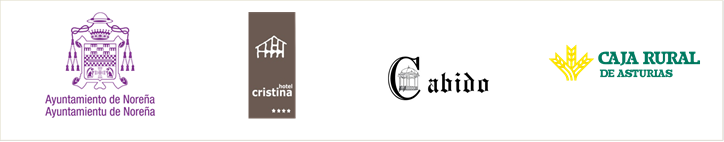 Ayuntamiento de Noreña
Ayuntamientu de Noreña
hotel
cristina
Cabido
CAJA RURAL
DE ASTURIAS